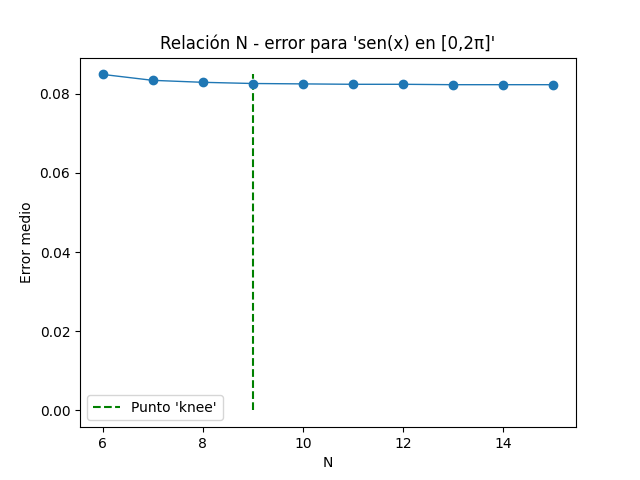 Relación N - error para 'sen(x) en [0,2π]'
Error medio
0.08
0.06
0.04
0.02
0.00
Punto 'knee'
6
8
10
12
14
N